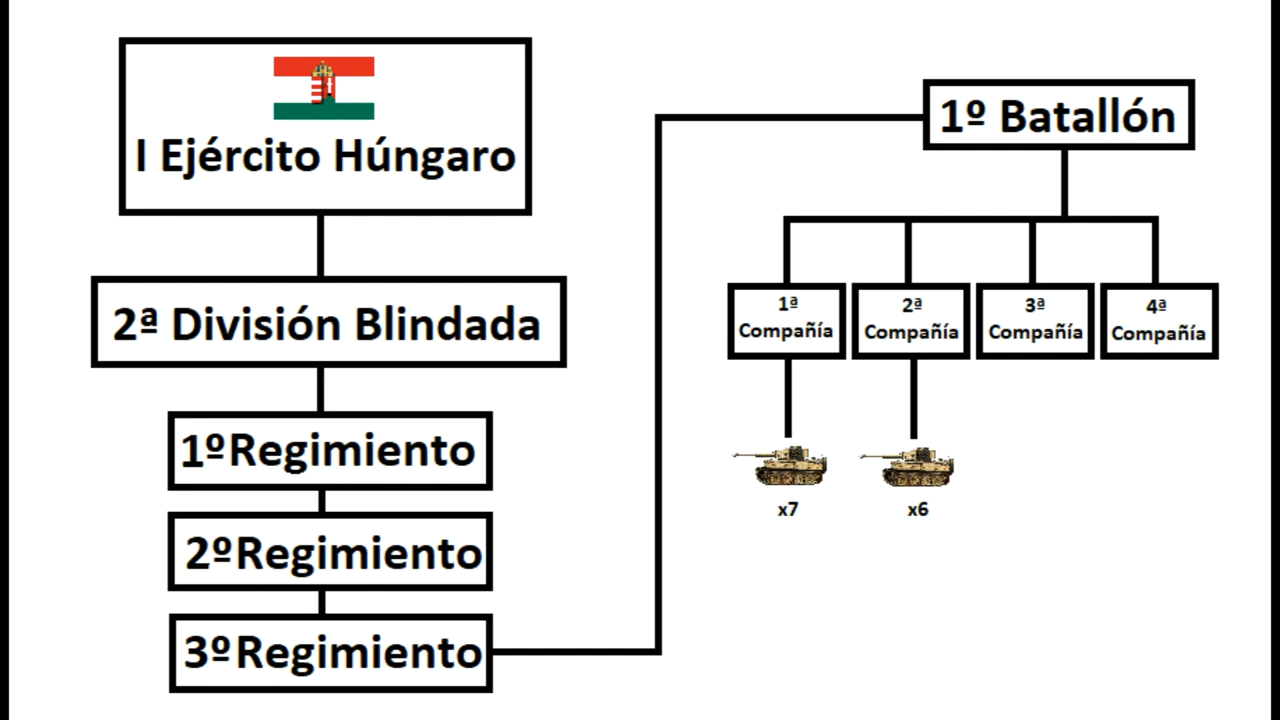 I Ejército Húngaro
2ª División Blindada
1ºRegimiento
2ºRegimiento
3ºRegimiento
1º Batallón
1ª
Compañía
2ª
Compañía
3ª
Compañía
4ª
Compañía
x7
x6